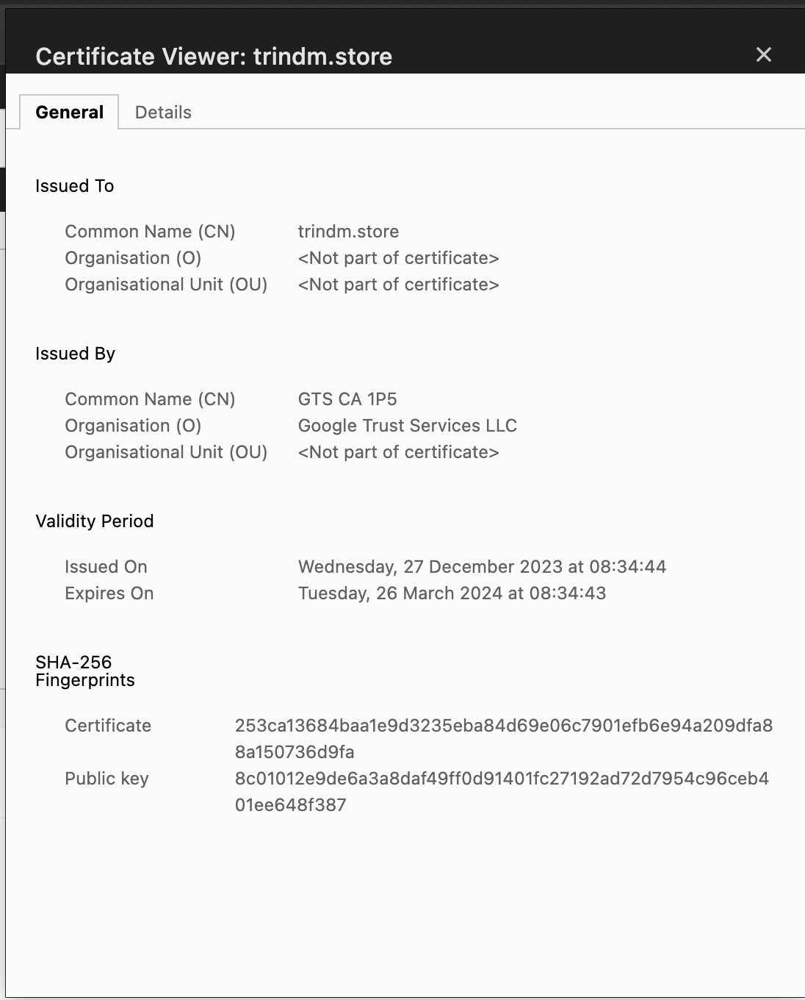 Certificate Viewer: trindm.store
General Details
Issued To
Common Name (CN) trindm.store
Organisation (O) <Not part of certificate>
Organisational Unit (OU) <Not part of certificate>
Issued By
Common Name (CN) GTS CA 1P5
Organisation (O) Google Trust Services LLC
Organisational Unit (OU) <Not part of certificate>
Validity Period
Issued On Wednesday, 27 December 2023 at 08:34:44
Expires On Tuesday, 26 March 2024 at 08:34:43
SHA-256
Fingerprints
Certificate 253ca13684baa1e9d3235eba84d69e06c7901efb6e94a209dfa8
8a150736d9fa
Public key 8c01012e9de6a3a8daf49ff0d91401fc27192ad72d7954c96ceb4
01ee648f387